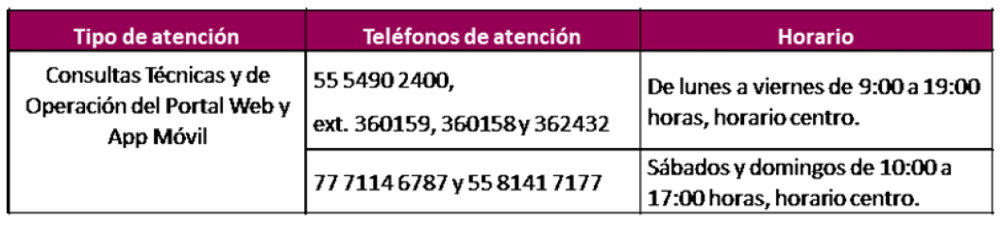 Tipo de atención
Teléfonos de atención
Horario
Consultas Técnicas y de
Operación del Portal Web y
App Móvil
55 5490 2400,
ext. 360159, 360158 y 362432
De lunes a viernes de 9:00 a 19:00
horas, horario centro.
77 7114 6787 y 55 8141 7177
Sábados y domingos de 10:00 a
17:00 horas, horario centro.